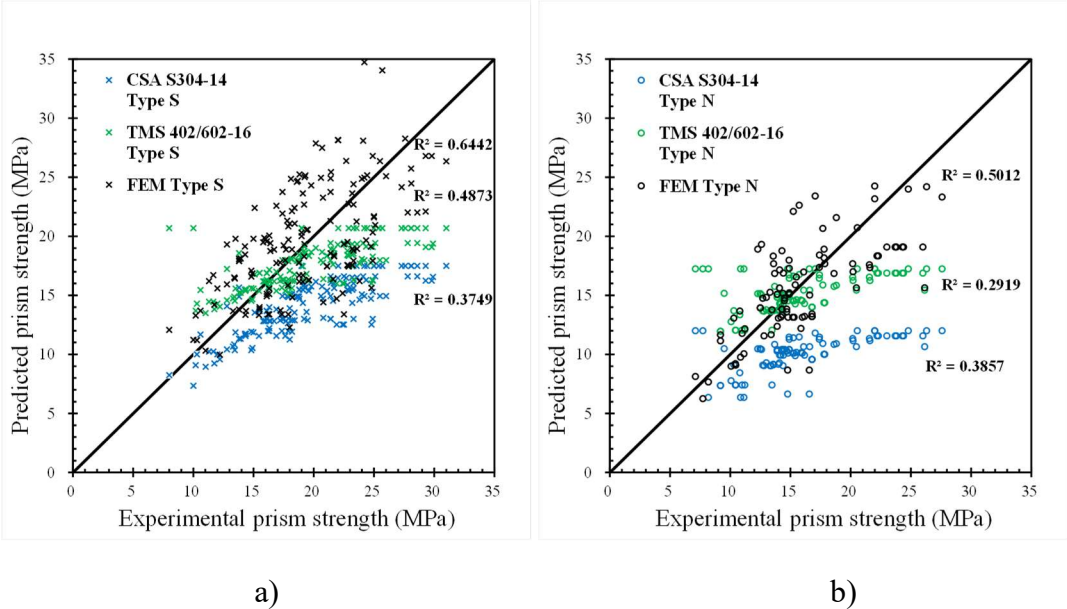 35
30
25
20
15
10
5
0
Predicted prism strength (MPa)
CSA S304-14
Type S
TMS 402/602-16
Type S
FEM Type S
R² = 0.6442
R² = 0.4873
R² = 0.3749
0 5 10 15 20 25 30 35
Experimental prism strength (MPa)
a)
35
30
25
20
15
10
5
0
Predicted prism strength (MPa)
CSA S304-14
Type N
TMS 402/602-16
Type N
FEM Type N
R² = 0.5012
R² = 0.2919
R² = 0.3857
0 5 10 15 20 25 30 35
Experimental prism strength (MPa)
b)